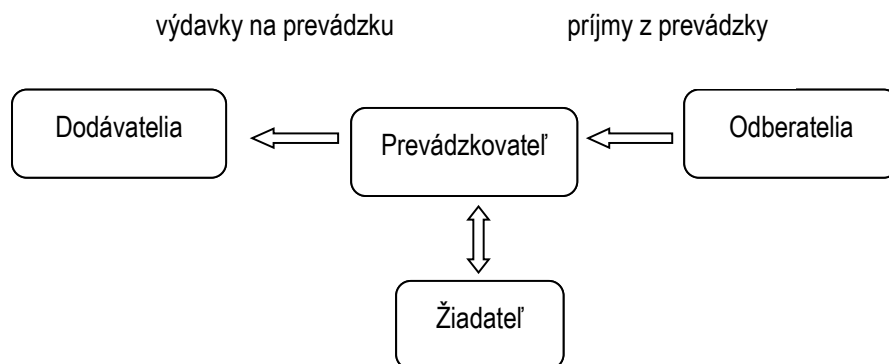 výdavky na prevádzku príjmy z prevádzky
Dodávatelia Prevádzkovateľ Odberatelia
Žiadateľ